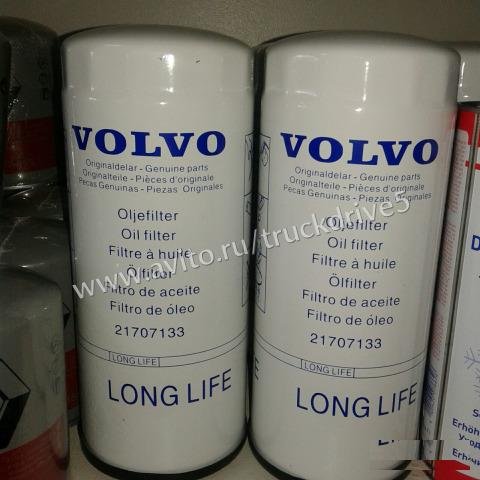 VOLVO
Originaldelar - Genuine parts
Originalteile - Pièces d'originale
Pecas Genuinas - Piezas Originales
Oljefilter
Oil filter
Filtre à huile
Ölfilter
Filtro de aceite
Filtro de óleo
21707133
LONG LIFE
LONG LIFE
VOLVO
Originaldelar - Genuine parts
Originalteile - Pièces d'originale
Pecas Genuinas - Piezas Originales
Oljefilter
Oil filter
Filtre à huile
Ölfilter
Filtro de aceite
Filtro de óleo
21707133
LONG LIFE
LONG LIFE
www.avito.ru/truckdrive5